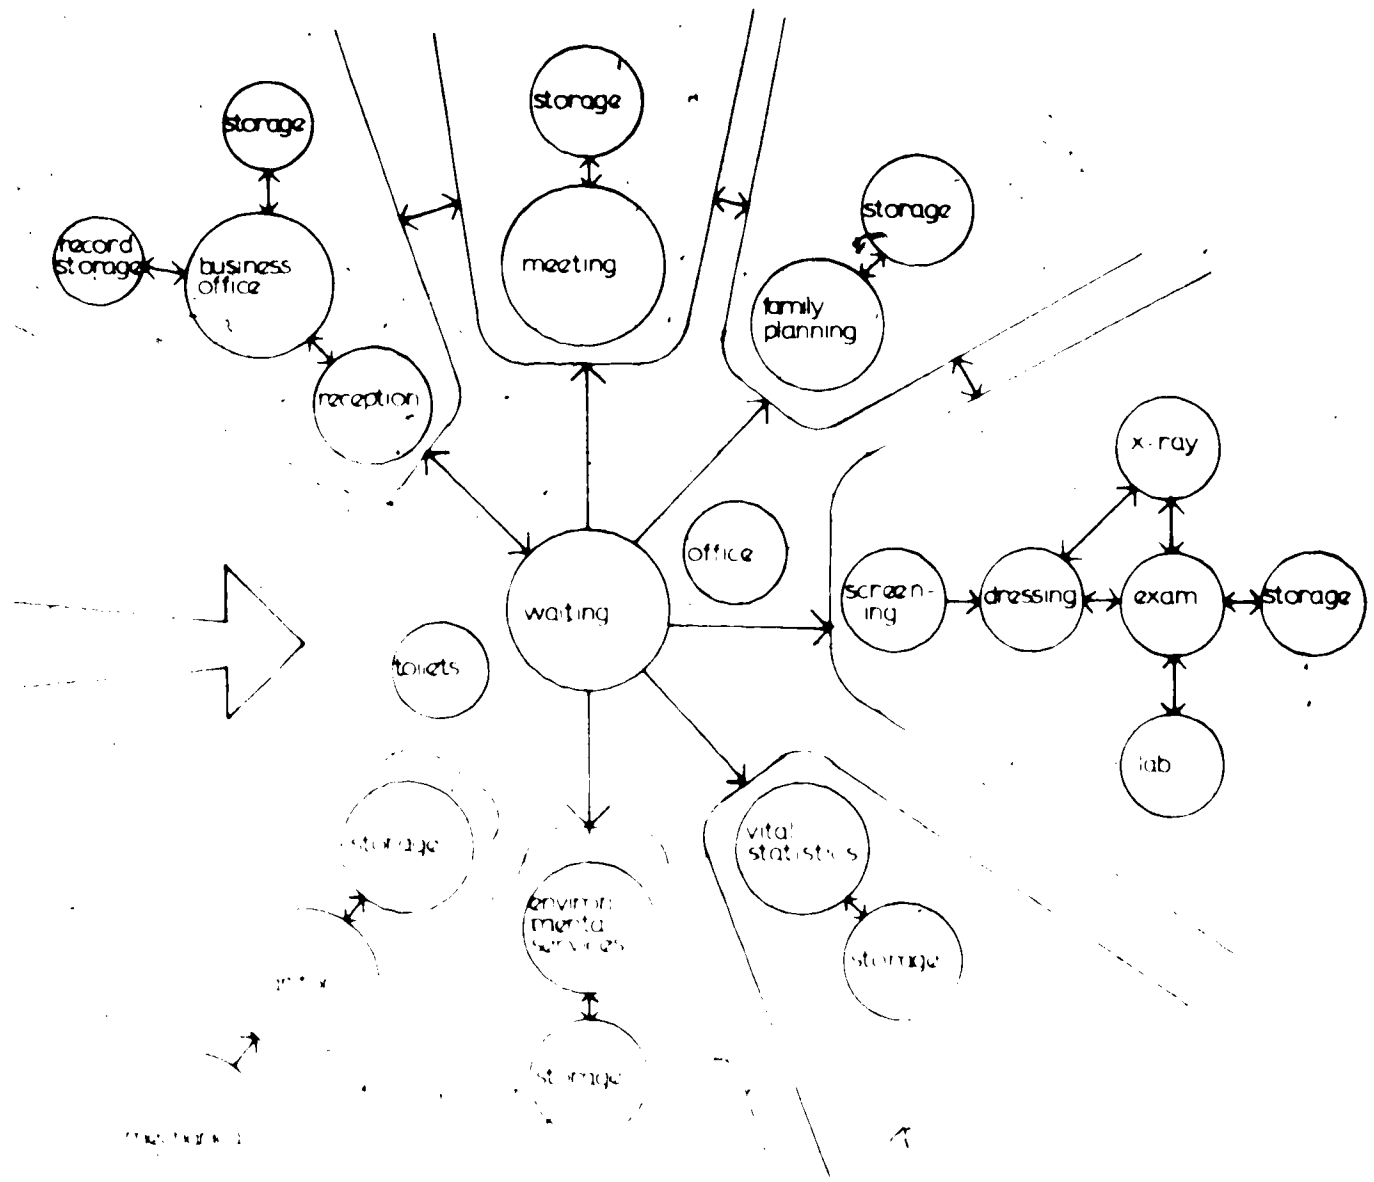 storage
storage
storage
record
storage
business
office
meeting
family
planning
reception
x-ray
office
screen-
ing
dressing
exam
storage
waiting
toilets
lab
storage
vital
statistics
storage
services
storage